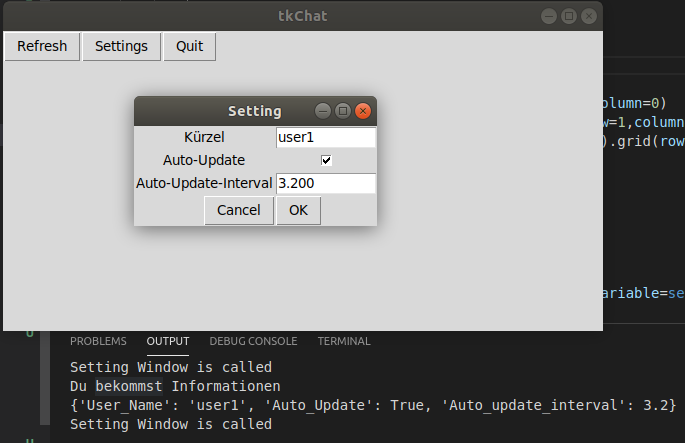 tkChat
Refresh Settings Quit
olumn=0)
w=1,column
).grid(row
Setting
Kürzel user1
Auto-Update
Auto-Update-Interval 3.200
Cancel OK
ariable=se
PROBLEMS OUTPUT DEBUG CONSOLE TERMINAL
Setting Window is called
Du bekommst Informationen
{'User_Name': 'user1', 'Auto_Update': True, 'Auto_update_interval': 3.2}
Setting Window is called